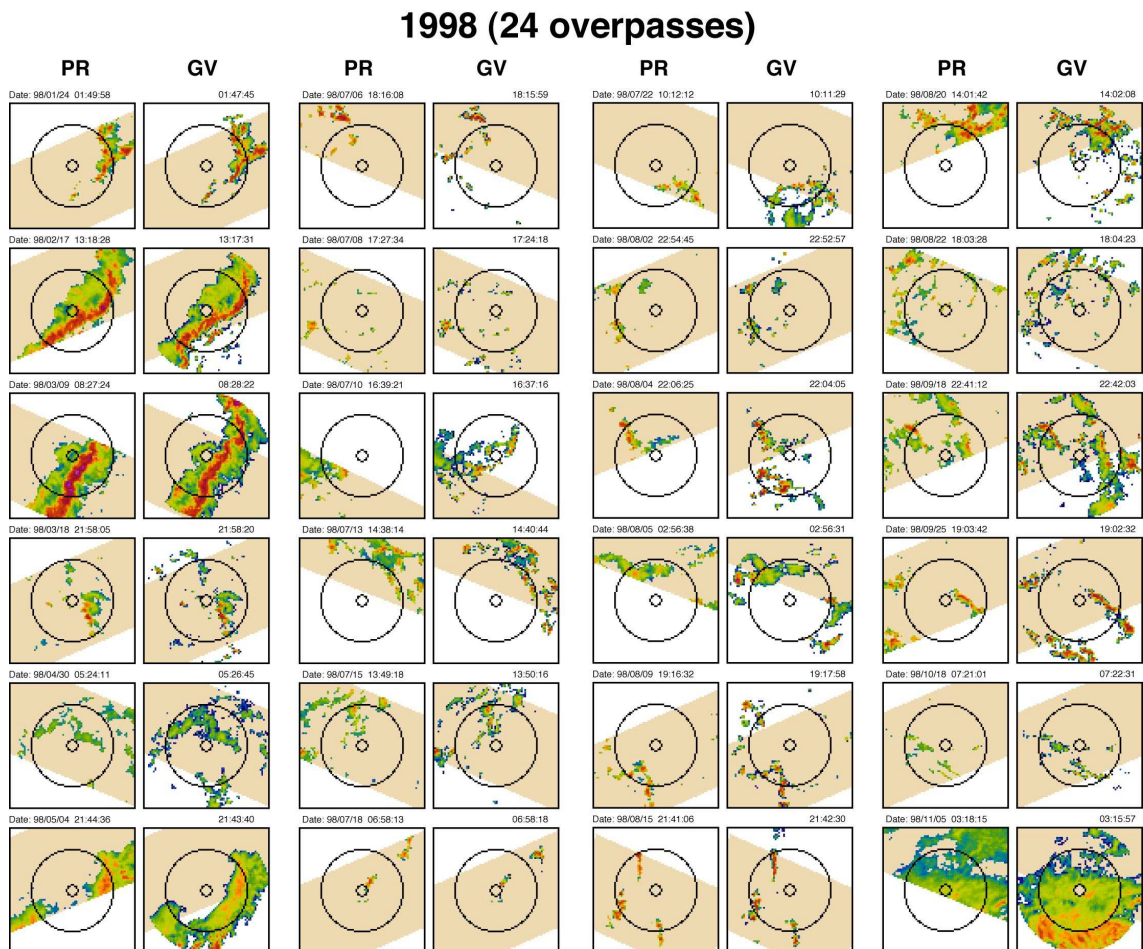 1998 (24 overpasses)
PR GV PR GV PR GV PR GV
Date: 98/01/24 01:49:58 01:47:45 Date: 98/07/06 18:16:08 18:15:59 Date: 98/07/22 10:12:12 10:11:29 Date: 98/08/20 14:01:42 14:02:08
Date: 98/02/17 13:18:28 13:17:31 Date: 98/07/08 17:27:34 17:24:18 Date: 98/08/02 22:54:45 22:52:57 Date: 98/08/22 18:03:28 18:04:23
Date: 98/03/09 08:27:24 08:28:22 Date: 98/07/10 16:39:21 16:37:16 Date: 98/08/04 22:06:25 22:04:05 Date: 98/09/18 22:41:12 22:42:03
Date: 98/03/18 21:58:05 21:58:20 Date: 98/07/13 14:38:14 14:40:44 Date: 98/08/05 02:56:38 02:56:31 Date: 98/09/25 19:03:42 19:02:32
Date: 98/04/30 05:24:11 05:26:45 Date: 98/07/15 13:49:18 13:50:16 Date: 98/08/09 19:16:32 19:17:58 Date: 98/10/18 07:21:01 07:22:31
Date: 98/05/04 21:44:36 21:43:40 Date: 98/07/18 06:58:13 06:58:18 Date: 98/08/15 21:41:06 21:42:30 Date: 98/11/05 03:18:15 03:15:57